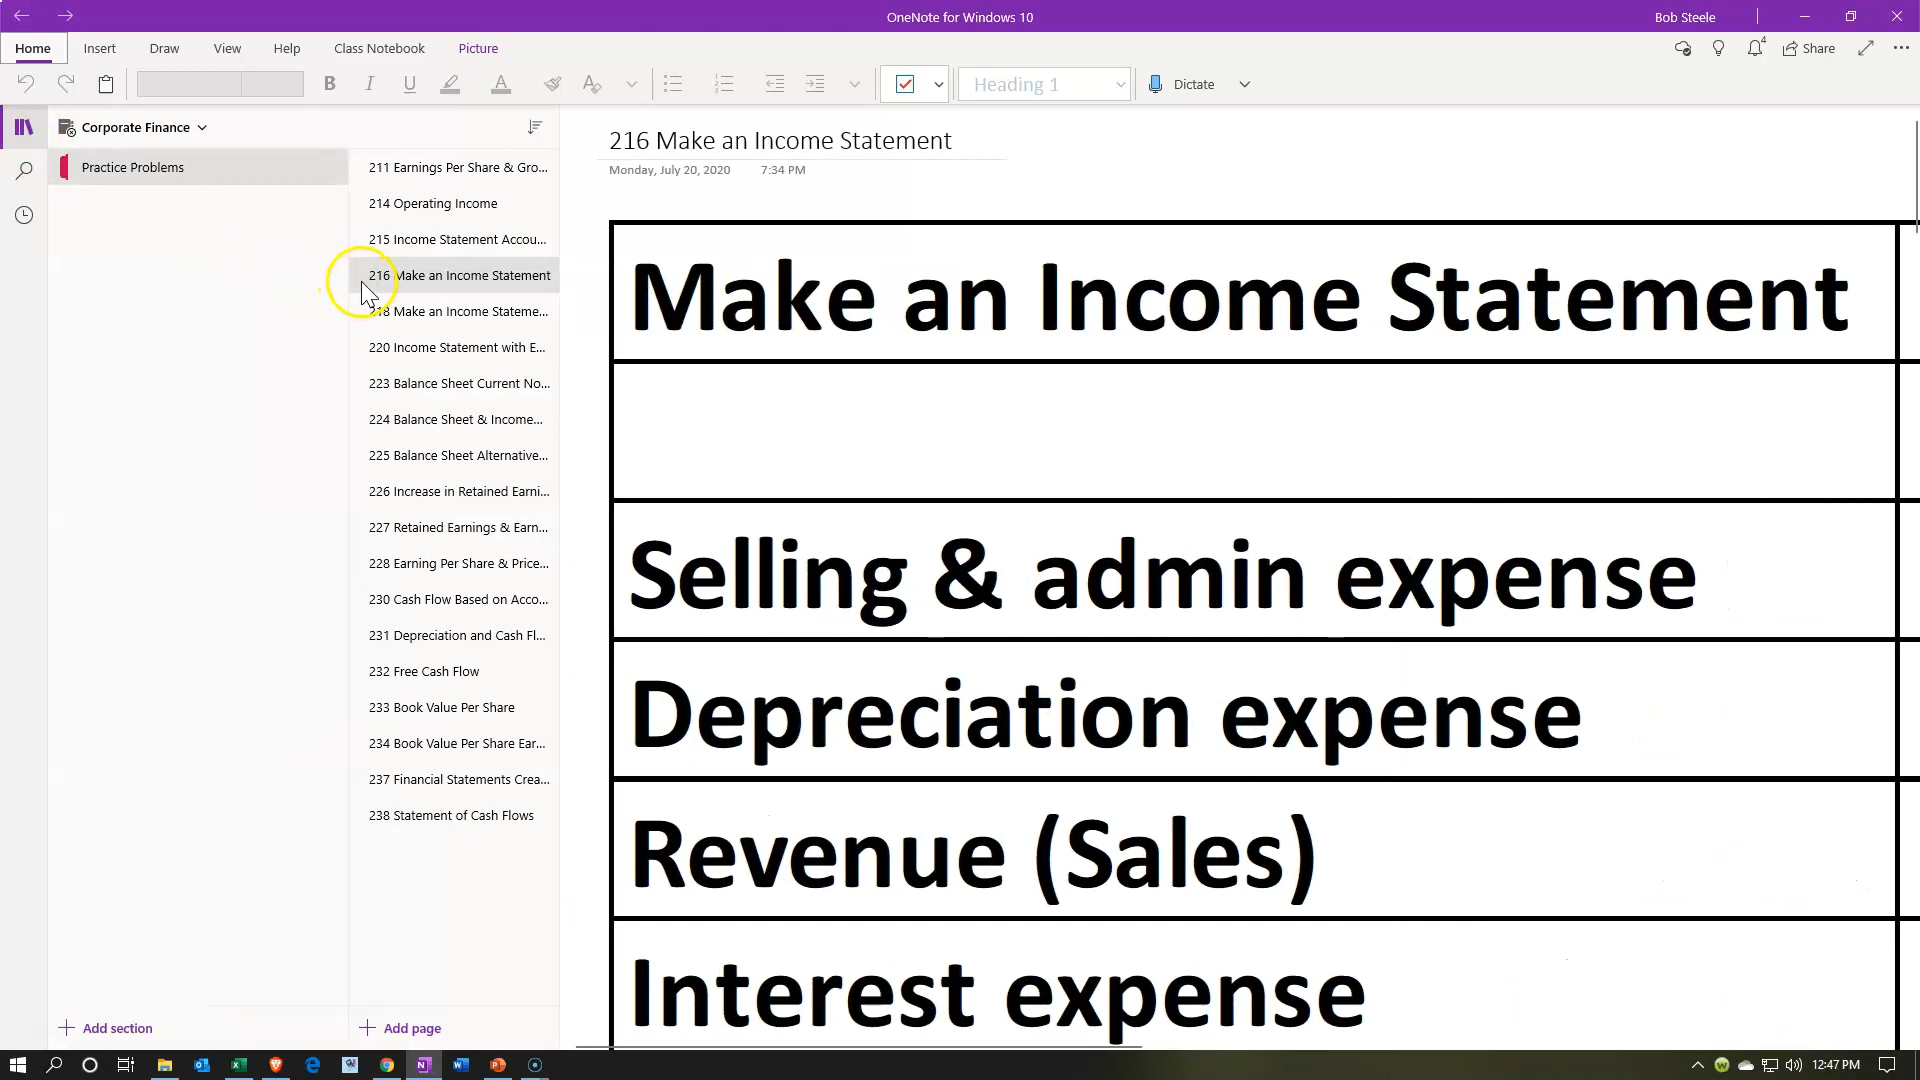 OneNote for Windows 10
Bob Steele
Home Insert Draw View Help Class Notebook Picture
4
Share
B I U A
Heading 1
Dictate
Corporate Finance
Practice Problems
211 Earnings Per Share & Gro...
214 Operating Income
215 Income Statement Accou...
216 Make an Income Statement
218 Make an Income Stateme...
220 Income Statement with E...
223 Balance Sheet Current No...
224 Balance Sheet & Income...
225 Balance Sheet Alternative...
226 Increase in Retained Earni...
227 Retained Earnings & Earn...
228 Earning Per Share & Price...
230 Cash Flow Based on Acco...
231 Depreciation and Cash Fl...
232 Free Cash Flow
233 Book Value Per Share
234 Book Value Per Share Ear...
237 Financial Statements Crea...
238 Statement of Cash Flows
Add section
Add page
216 Make an Income Statement
Monday, July 20, 2020 7:34 PM
Make an Income Statement
Selling & admin expense
Depreciation expense
Revenue (Sales)
Interest expense
12:47 PM